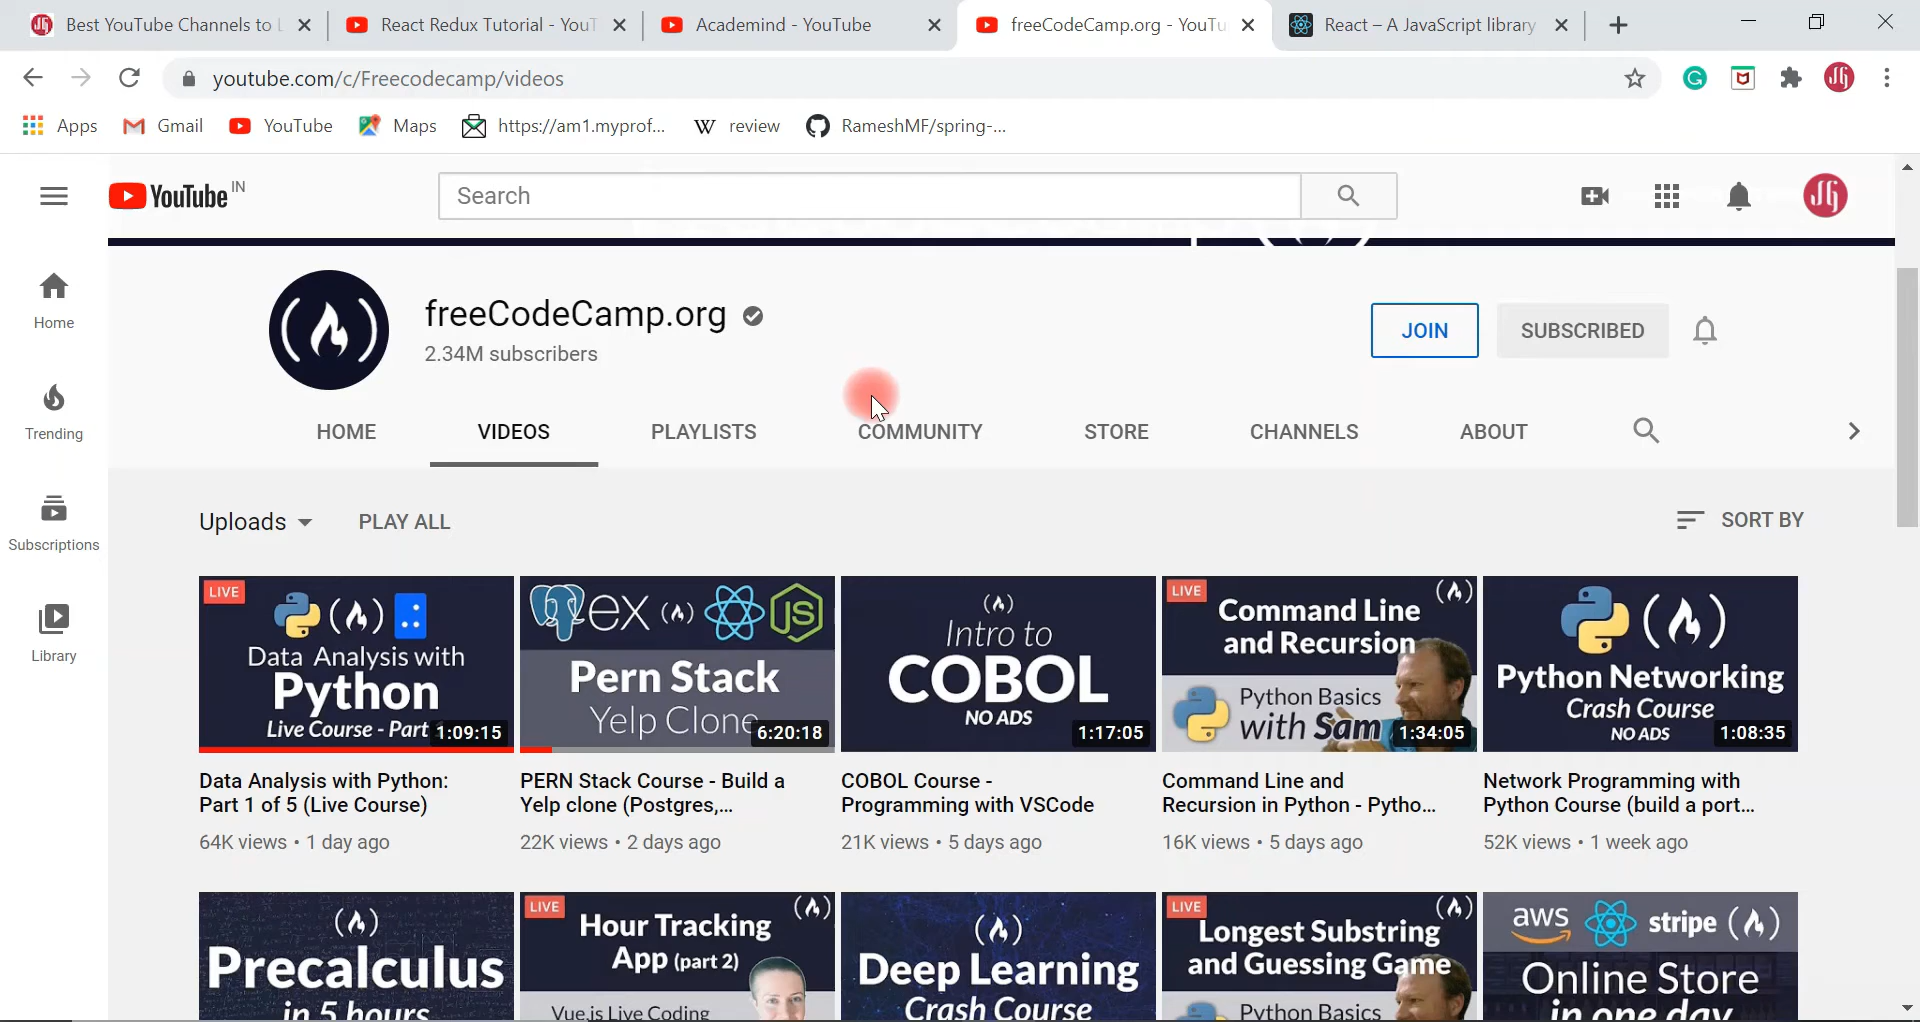 Best YouTube Channels to L
React Redux Tutorial - YouT
Academind - YouTube
freeCodeCamp.org - YouTu
React – A JavaScript library
youtube.com/c/Freecodecamp/videos
Apps
Gmail
YouTube
Maps
https://am1.myprof...
W review
RameshMF/spring-...
YouTube IN
Search
Home
Trending
Subscriptions
Library
freeCodeCamp.org
2.34M subscribers
JOIN
SUBSCRIBED
HOME
VIDEOS
PLAYLISTS
COMMUNITY
STORE
CHANNELS
ABOUT
Uploads
PLAY ALL
SORT BY
LIVE
Data Analysis with
Python
Live Course - Part
1:09:15
Data Analysis with Python:
Part 1 of 5 (Live Course)
64K views • 1 day ago
ex
JS
Pern Stack
Yelp Clone
6:20:18
PERN Stack Course - Build a
Yelp clone (Postgres,...
22K views • 2 days ago
Intro to
COBOL
NO ADS
1:17:05
COBOL Course -
Programming with VSCode
21K views • 5 days ago
LIVE
Command Line
and Recursion
Python Basics
with Sam
1:34:05
Command Line and
Recursion in Python - Pytho...
16K views • 5 days ago
Python Networking
Crash Course
NO ADS
1:08:35
Network Programming with
Python Course (build a port...
52K views • 1 week ago
Precalculus
in 5 hours
LIVE
Hour Tracking
App (part 2)
Vue.js Live Coding
Deep Learning
Crash Course
LIVE
Longest Substring
and Guessing Game
Python Basics
aws
stripe
Online Store
in one day